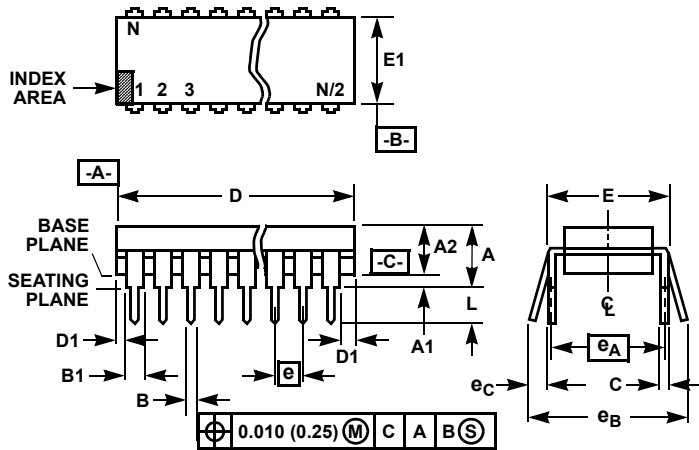 N
E1
INDEX
AREA
1 2 3 N/2
-B-
-A-
D
E
BASE
PLANE
A2
A
-C-
SEATING
PLANE
L
C
L
D1
A1
D1
eA
B1
e
eC
C
B
eB
0.010 (0.25) M C A B S